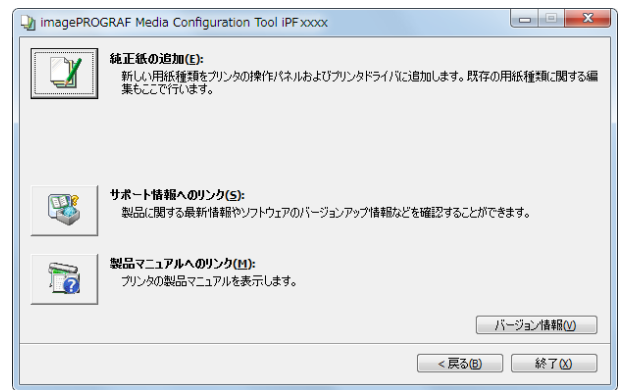 imagePROGRAF Media Configuration Tool iPFxxxx
純正紙の追加(E):
新しい用紙種類をプリンタの操作パネルおよびプリンタドライバに追加します。既存の用紙種類に関する編
集もここで行います。
サポート情報へのリンク(S):
製品に関する最新情報やソフトウェアのバージョンアップ情報などを確認することができます。
製品マニュアルへのリンク(M):
プリンタの製品マニュアルを表示します。
バージョン情報(V)
< 戻る(B)
終了(X)